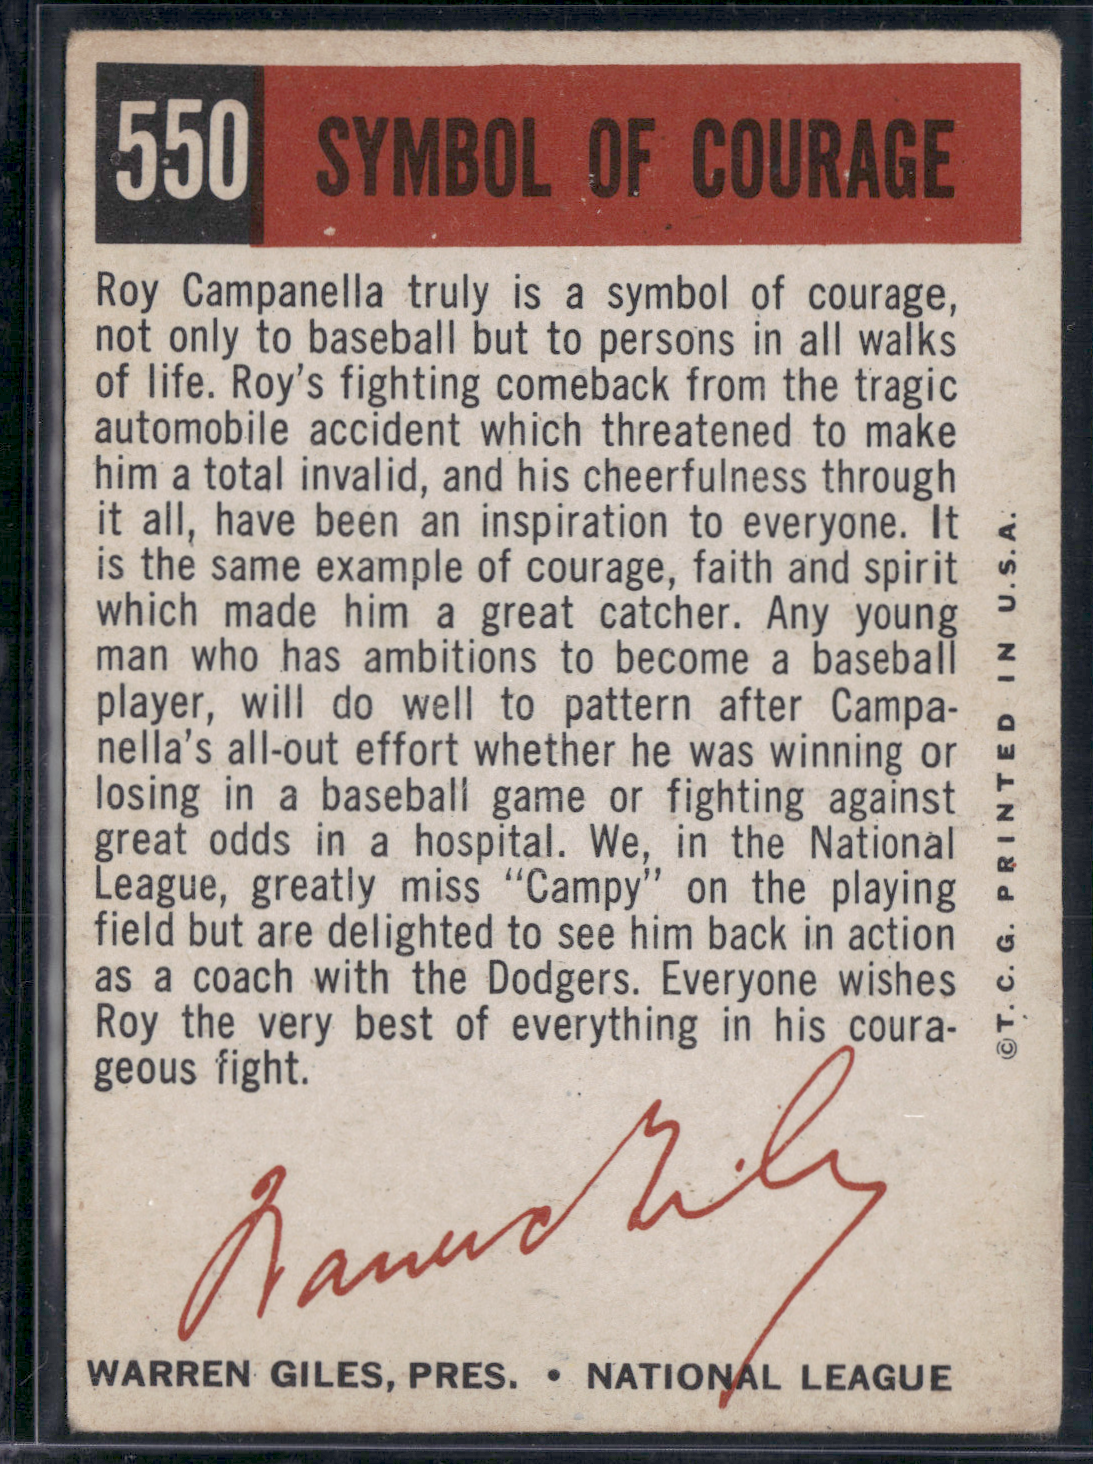 550 SYMBOL OF COURAGE
Roy Campanella truly is a symbol of courage,
not only to baseball but to persons in all walks
of life. Roy's fighting comeback from the tragic
automobile accident which threatened to make
him a total invalid, and his cheerfulness through
it all, have been an inspiration to everyone. It
is the same example of courage, faith and spirit
which made him a great catcher. Any young
man who has ambitions to become a baseball
player, will do well to pattern after Campa-
nella's all-out effort whether he was winning or
losing in a baseball game or fighting against
great odds in a hospital. We, in the National
League, greatly miss “Campy” on the playing
field but are delighted to see him back in action
as a coach with the Dodgers. Everyone wishes
Roy the very best of everything in his coura-
geous fight.
Warren Giles
WARREN GILES, PRES. • NATIONAL LEAGUE
©T. C. G. PRINTED IN U.S.A.